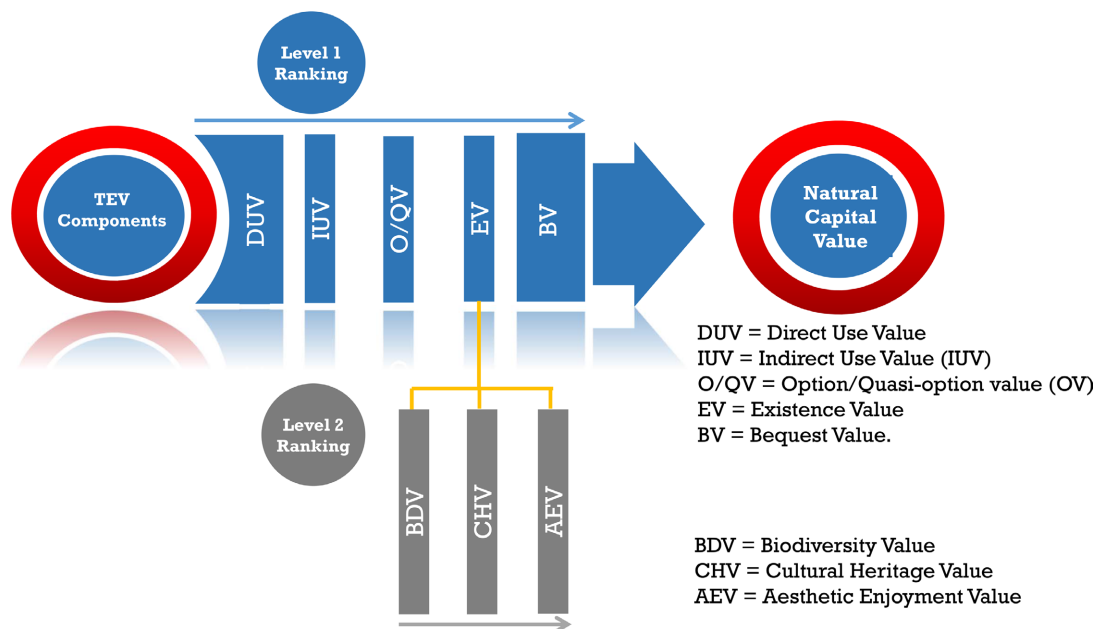 Level 1
Ranking
TEV
Components
DUV
IUV
O/QV
EV
BV
Natural
Capital
Value
DUV = Direct Use Value
IUV = Indirect Use Value (IUV)
O/QV = Option/Quasi-option value (OV)
EV = Existence Value
BV = Bequest Value.
Level 2
Ranking
BDV
CHV
AEV
BDV = Biodiversity Value
CHV = Cultural Heritage Value
AEV = Aesthetic Enjoyment Value